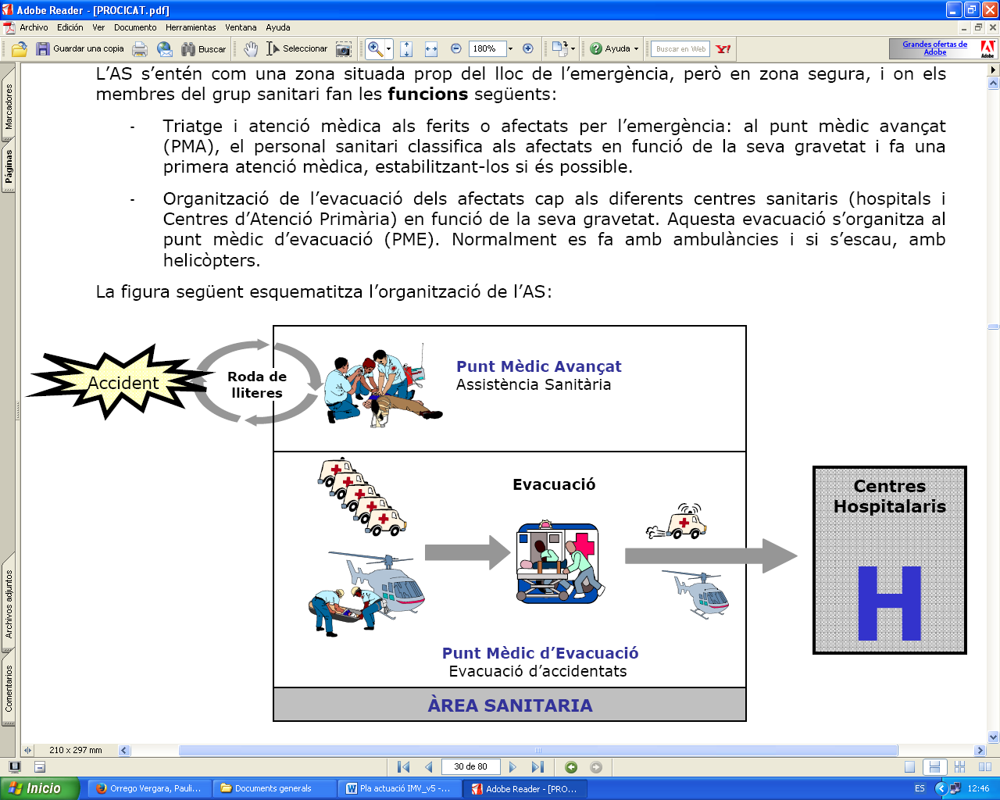 Adobe Reader - [PROCICAT.pdf]
Archivo Edición Ver Documento Herramientas Ventana Ayuda
Guardar una copia Buscar Seleccionar 180% Ayuda Buscar en Web Y! Grandes ofertas de
Adobe
Adobe
Marcadores
Páginas
Archivos adjuntos
Comentarios
L’AS s’entén com una zona situada prop del lloc de l’emergència, però en zona segura, i on els
membres del grup sanitari fan les funcions següents:
- Triatge i atenció mèdica als ferits o afectats per l’emergència: al punt mèdic avançat
(PMA), el personal sanitari classifica als afectats en funció de la seva gravetat i fa una
primera atenció mèdica, estabilitzant-los si és possible.
- Organització de l’evacuació dels afectats cap als diferents centres sanitaris (hospitals i
Centres d’Atenció Primària) en funció de la seva gravetat. Aquesta evacuació s’organitza al
punt mèdic d’evacuació (PME). Normalment es fa amb ambulàncies i si s’escau, amb
helicòpters.
La figura següent esquematitza l’organització de l’AS:
Accident
Roda de
lliteres
Punt Mèdic Avançat
Assistència Sanitària
Evacuació
Punt Mèdic d’Evacuació
Evacuació d’accidentats
ÀREA SANITARIA
Centres
Hospitalaris
H
210 x 297 mm
30 de 80
Inicio Orrego Vergara, Pauli... Documents generals Pla actuació IMV_v5 -... Adobe Reader - [PRO... ES 12:46